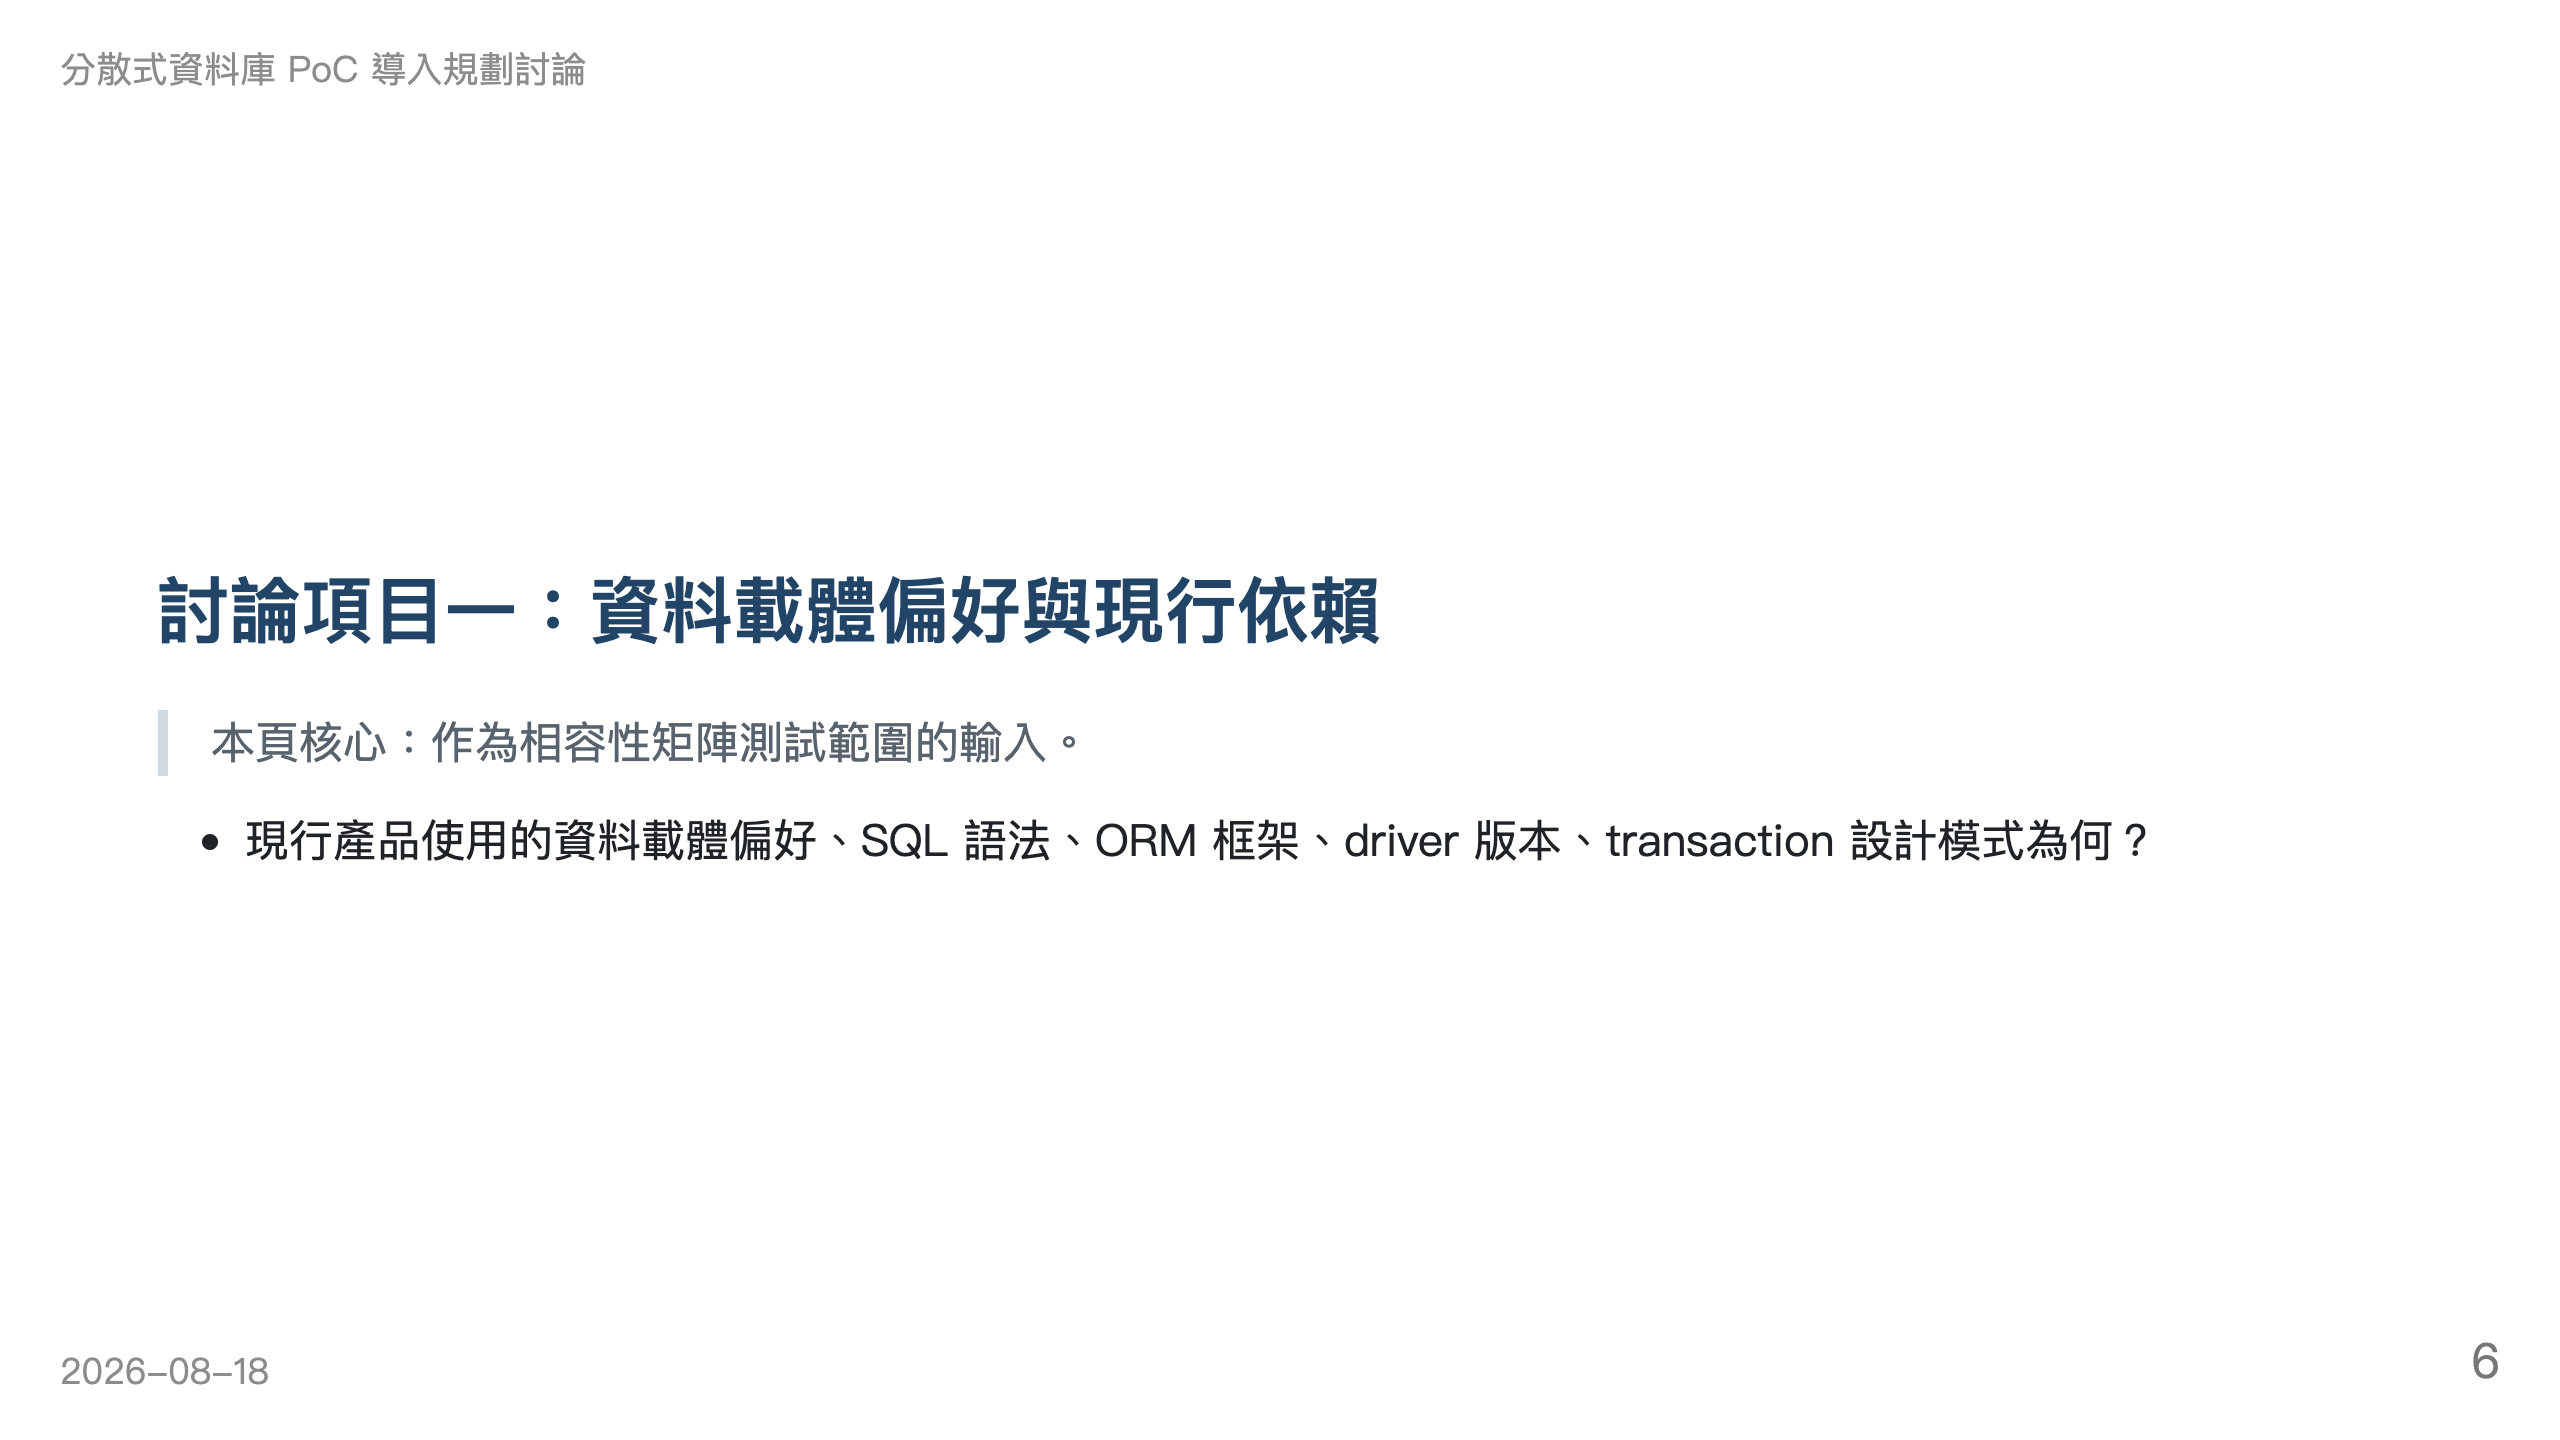 分散式資料庫 PoC 導入規劃討論
討論項目一：資料載體偏好與現行依賴
本頁核心：作為相容性矩陣測試範圍的輸入。
• 現行產品使用的資料載體偏好、SQL 語法、ORM 框架、driver 版本、transaction 設計模式為何？
2026-08-18
6